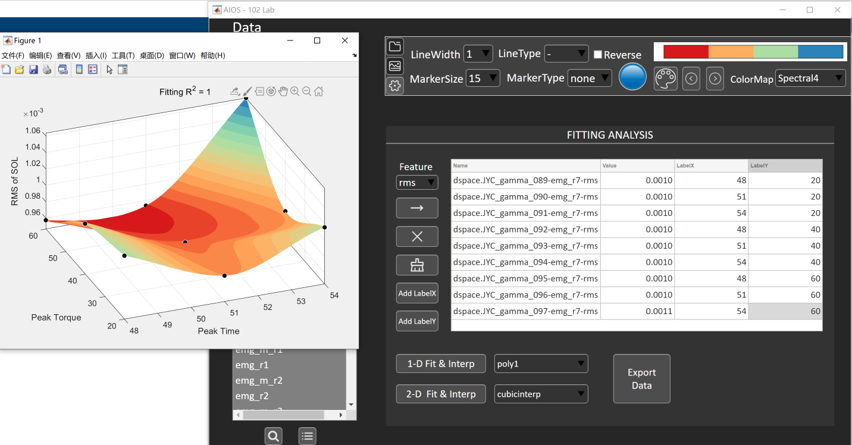 AIOS - 102 Lab
Data
Figure 1
文件(F) 编辑(E) 查看(V) 插入(I) 工具(T) 桌面(D) 窗口(W) 帮助(H)
Fitting R² = 1
×10⁻³
1.06
1.04
1.02
1
0.98
0.96
RMS of SOL
60
50
40
30
20
Peak Torque
48
49
50
51
52
53
54
Peak Time
LineWidth 1 LineType - Reverse
MarkerSize 15 MarkerType none ColorMap Spectral4
FITTING ANALYSIS
Feature
rms
Add LabelX
Add LabelY
Name Value LabelX LabelY
dspace.JYC_gamma_089-emg_r7-rms 0.0010 48 20
dspace.JYC_gamma_090-emg_r7-rms 0.0010 51 20
dspace.JYC_gamma_091-emg_r7-rms 0.0010 54 20
dspace.JYC_gamma_092-emg_r7-rms 0.0010 48 40
dspace.JYC_gamma_093-emg_r7-rms 0.0010 51 40
dspace.JYC_gamma_094-emg_r7-rms 0.0010 54 40
dspace.JYC_gamma_095-emg_r7-rms 0.0010 48 60
dspace.JYC_gamma_096-emg_r7-rms 0.0010 51 60
dspace.JYC_gamma_097-emg_r7-rms 0.0011 54 60
emg_m_r1
emg_r1
emg_m_r2
emg_r2
1-D Fit & Interp poly1
2-D Fit & Interp cubicinterp
Export
Data